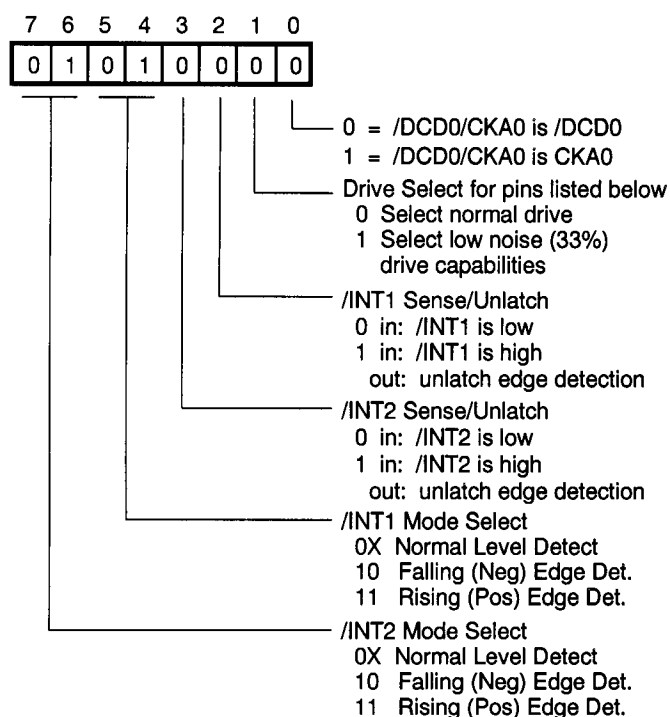 7 6 5 4 3 2 1 0
0 1 0 1 0 0 0 0
0 = /DCD0/CKA0 is /DCD0
1 = /DCD0/CKA0 is CKA0
Drive Select for pins listed below
0 Select normal drive
1 Select low noise (33%)
drive capabilities
/INT1 Sense/Unlatch
0 in: /INT1 is low
1 in: /INT1 is high
out: unlatch edge detection
/INT2 Sense/Unlatch
0 in: /INT2 is low
1 in: /INT2 is high
out: unlatch edge detection
/INT1 Mode Select
0X Normal Level Detect
10 Falling (Neg) Edge Det.
11 Rising (Pos) Edge Det.
/INT2 Mode Select
0X Normal Level Detect
10 Falling (Neg) Edge Det.
11 Rising (Pos) Edge Det.